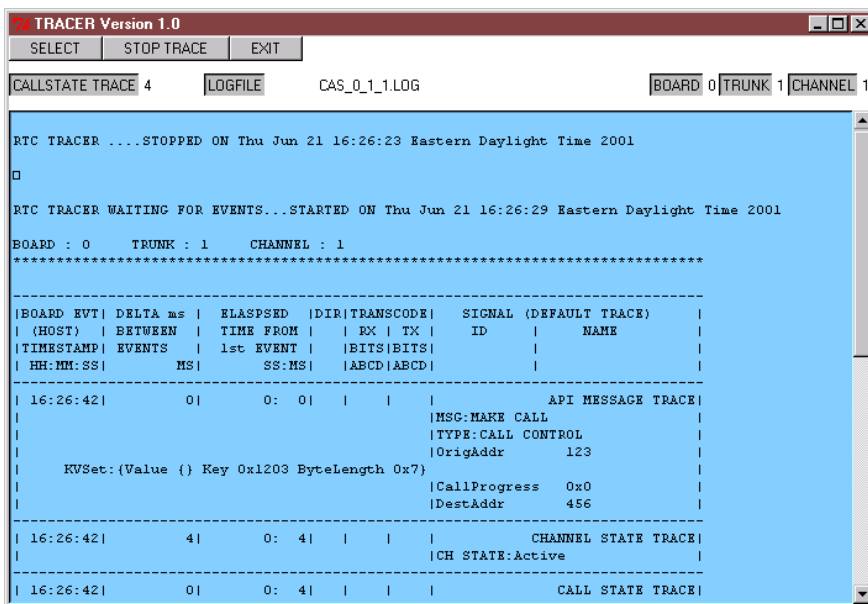 TRACER Version 1.0
SELECT STOP TRACE EXIT
CALLSTATE TRACE 4 LOGFILE CAS_0_1_1.LOG BOARD 0 TRUNK 1 CHANNEL 1
RTC TRACER ....STOPPED ON Thu Jun 21 16:26:23 Eastern Daylight Time 2001
RTC TRACER WAITING FOR EVENTS...STARTED ON Thu Jun 21 16:26:29 Eastern Daylight Time 2001
BOARD : 0 TRUNK : 1 CHANNEL : 1
********************************************************************************
--------------------------------------------------------------------------------
|BOARD EVT| DELTA ms | ELASPSED |DIR|TRANSCODE| SIGNAL (DEFAULT TRACE) |
| (HOST) | BETWEEN | TIME FROM | | RX | TX | ID | NAME |
|TIMESTAMP| EVENTS | 1st EVENT | |BITS|BITS| | |
| HH:MM:SS| MS| SS:MS| |ABCD|ABCD| | |
--------------------------------------------------------------------------------
| 16:26:42| 0| 0: 0| | | | API MESSAGE TRACE|
| |MSG:MAKE CALL |
| |TYPE:CALL CONTROL |
| |OrigAddr 123 |
| KVSet:{Value {} Key 0x1203 ByteLength 0x7} |
| |CallProgress 0x0 |
| |DestAddr 456 |
--------------------------------------------------------------------------------
| 16:26:42| 4| 0: 4| | | | CHANNEL STATE TRACE|
| |CH STATE:Active |
--------------------------------------------------------------------------------
| 16:26:42| 0| 0: 4| | | | CALL STATE TRACE|